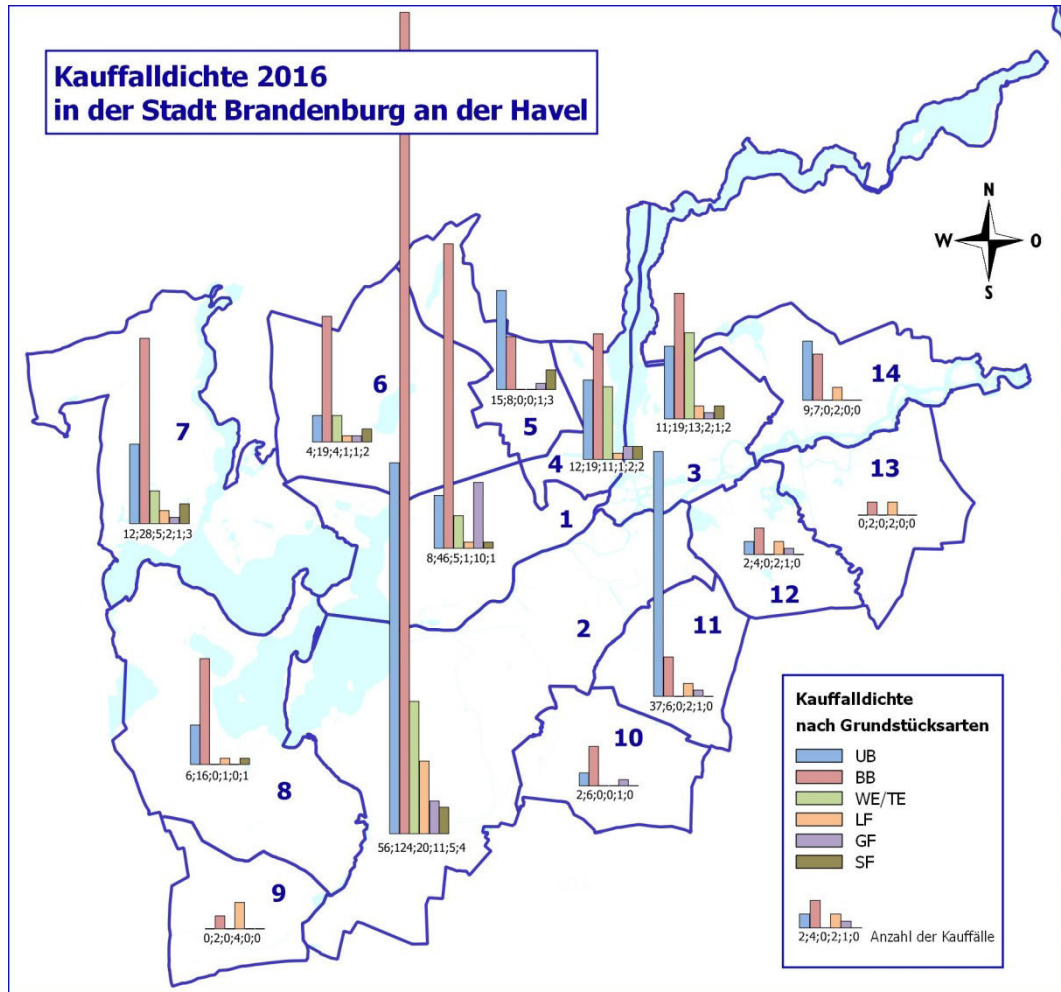 Kauffalldichte 2016
in der Stadt Brandenburg an der Havel
N
W O
S
6
14
5
7
4;19;4;1;1;2
15;8;0;0;1;3
11;19;13;2;1;2
9;7;0;2;0;0
4
12;19;11;1;2;2
3
13
12;28;5;2;1;3
1
8;46;5;1;10;1
0;2;0;2;0;0
2;4;0;2;1;0
12
2
11
37;6;0;2;1;0
10
6;16;0;1;0;1
8
2;6;0;0;1;0
56;124;20;11;5;4
9
0;2;0;4;0;0
Kauffalldichte
nach Grundstücksarten
UB
BB
WE/TE
LF
GF
SF
2;4;0;2;1;0 Anzahl der Kauffälle